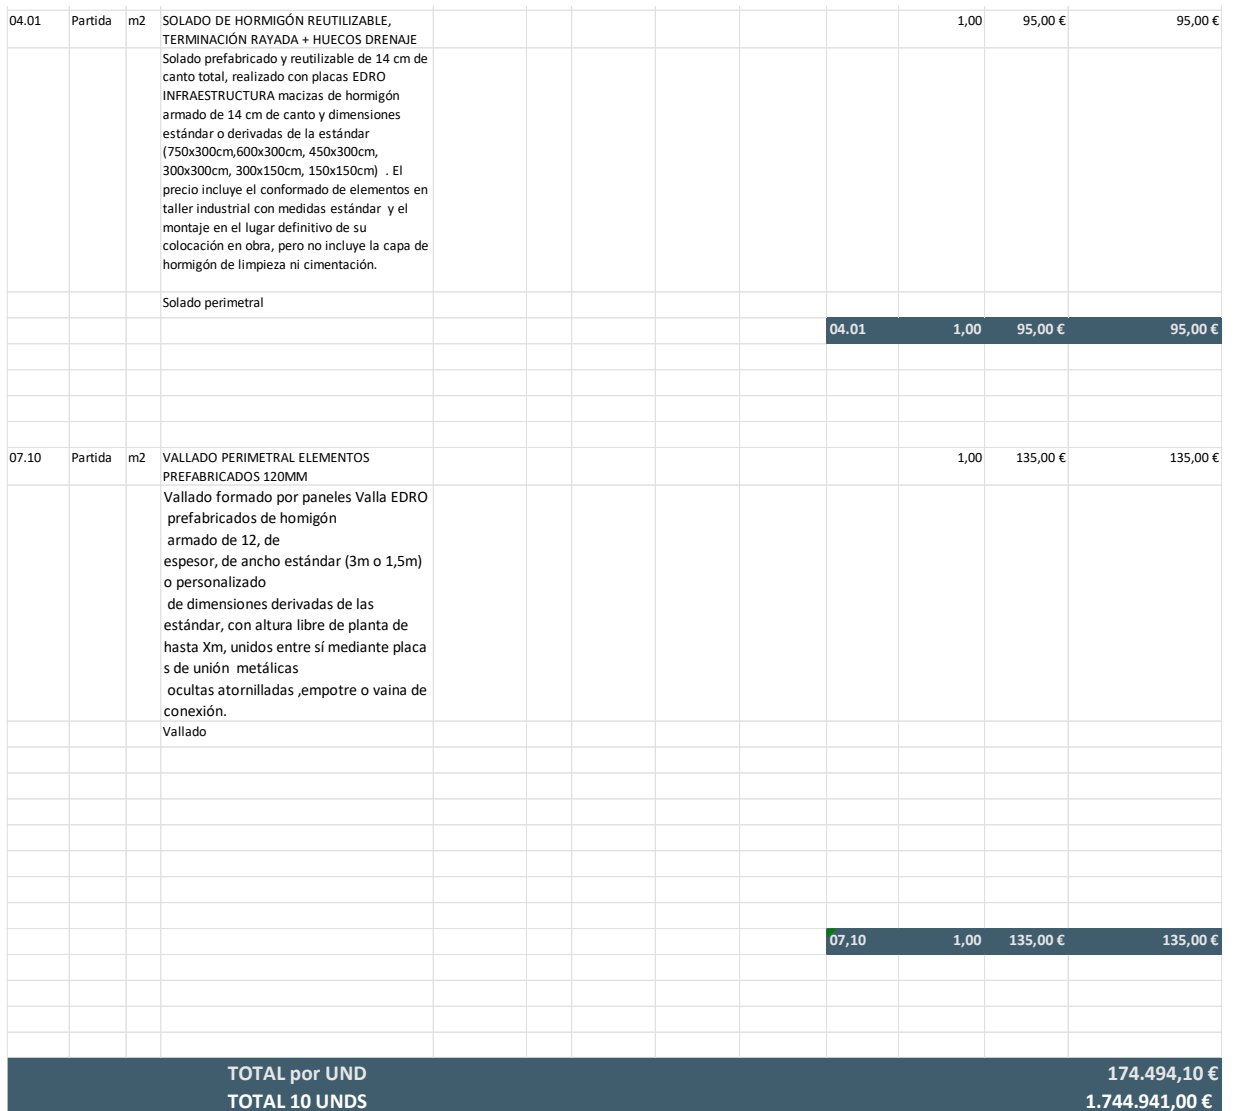 04.01 Partida m2 SOLADO DE HORMIGÓN REUTILIZABLE, 1,00 95,00 € 95,00 €
TERMINACIÓN RAYADA + HUECOS DRENAJE
Solado prefabricado y reutilizable de 14 cm de
canto total, realizado con placas EDRO
INFRAESTRUCTURA macizas de hormigón
armado de 14 cm de canto y dimensiones
estándar o derivadas de la estándar
(750x300cm,600x300cm, 450x300cm,
300x300cm, 300x150cm, 150x150cm) . El
precio incluye el conformado de elementos en
taller industrial con medidas estándar y el
montaje en el lugar definitivo de su
colocación en obra, pero no incluye la capa de
hormigón de limpieza ni cimentación.
Solado perimetral
04.01 1,00 95,00 € 95,00 €
07.10 Partida m2 VALLADO PERIMETRAL ELEMENTOS 1,00 135,00 € 135,00 €
PREFABRICADOS 120MM
Vallado formado por paneles Valla EDRO
prefabricados de homigón
armado de 12, de
espesor, de ancho estándar (3m o 1,5m)
o personalizado
de dimensiones derivadas de las
estándar, con altura libre de planta de
hasta Xm, unidos entre sí mediante placa
s de unión metálicas
ocultas atornilladas ,empotre o vaina de
conexión.
Vallado
07,10 1,00 135,00 € 135,00 €
TOTAL por UND 174.494,10 €
TOTAL 10 UNDS 1.744.941,00 €